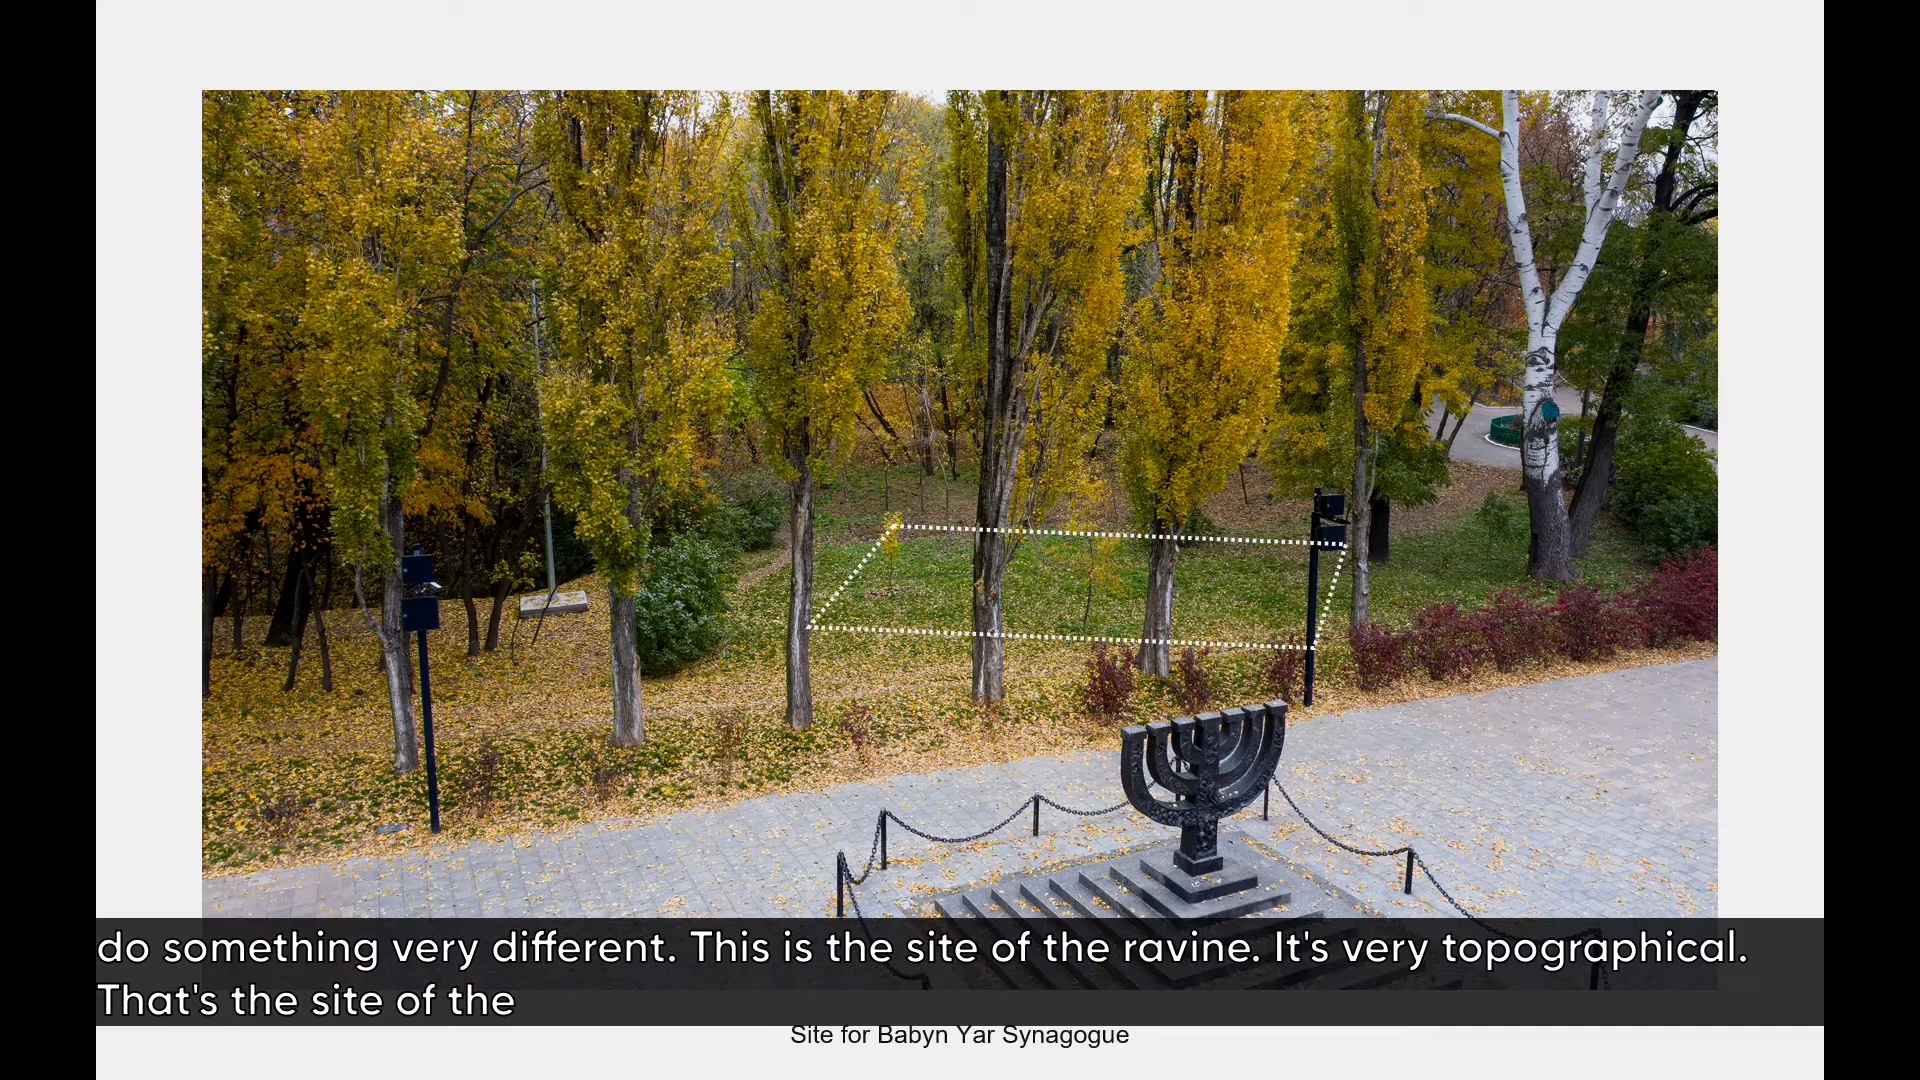 do something very different. This is the site of the ravine. It's very topographical.
That's the site of the
Site for Babyn Yar Synagogue